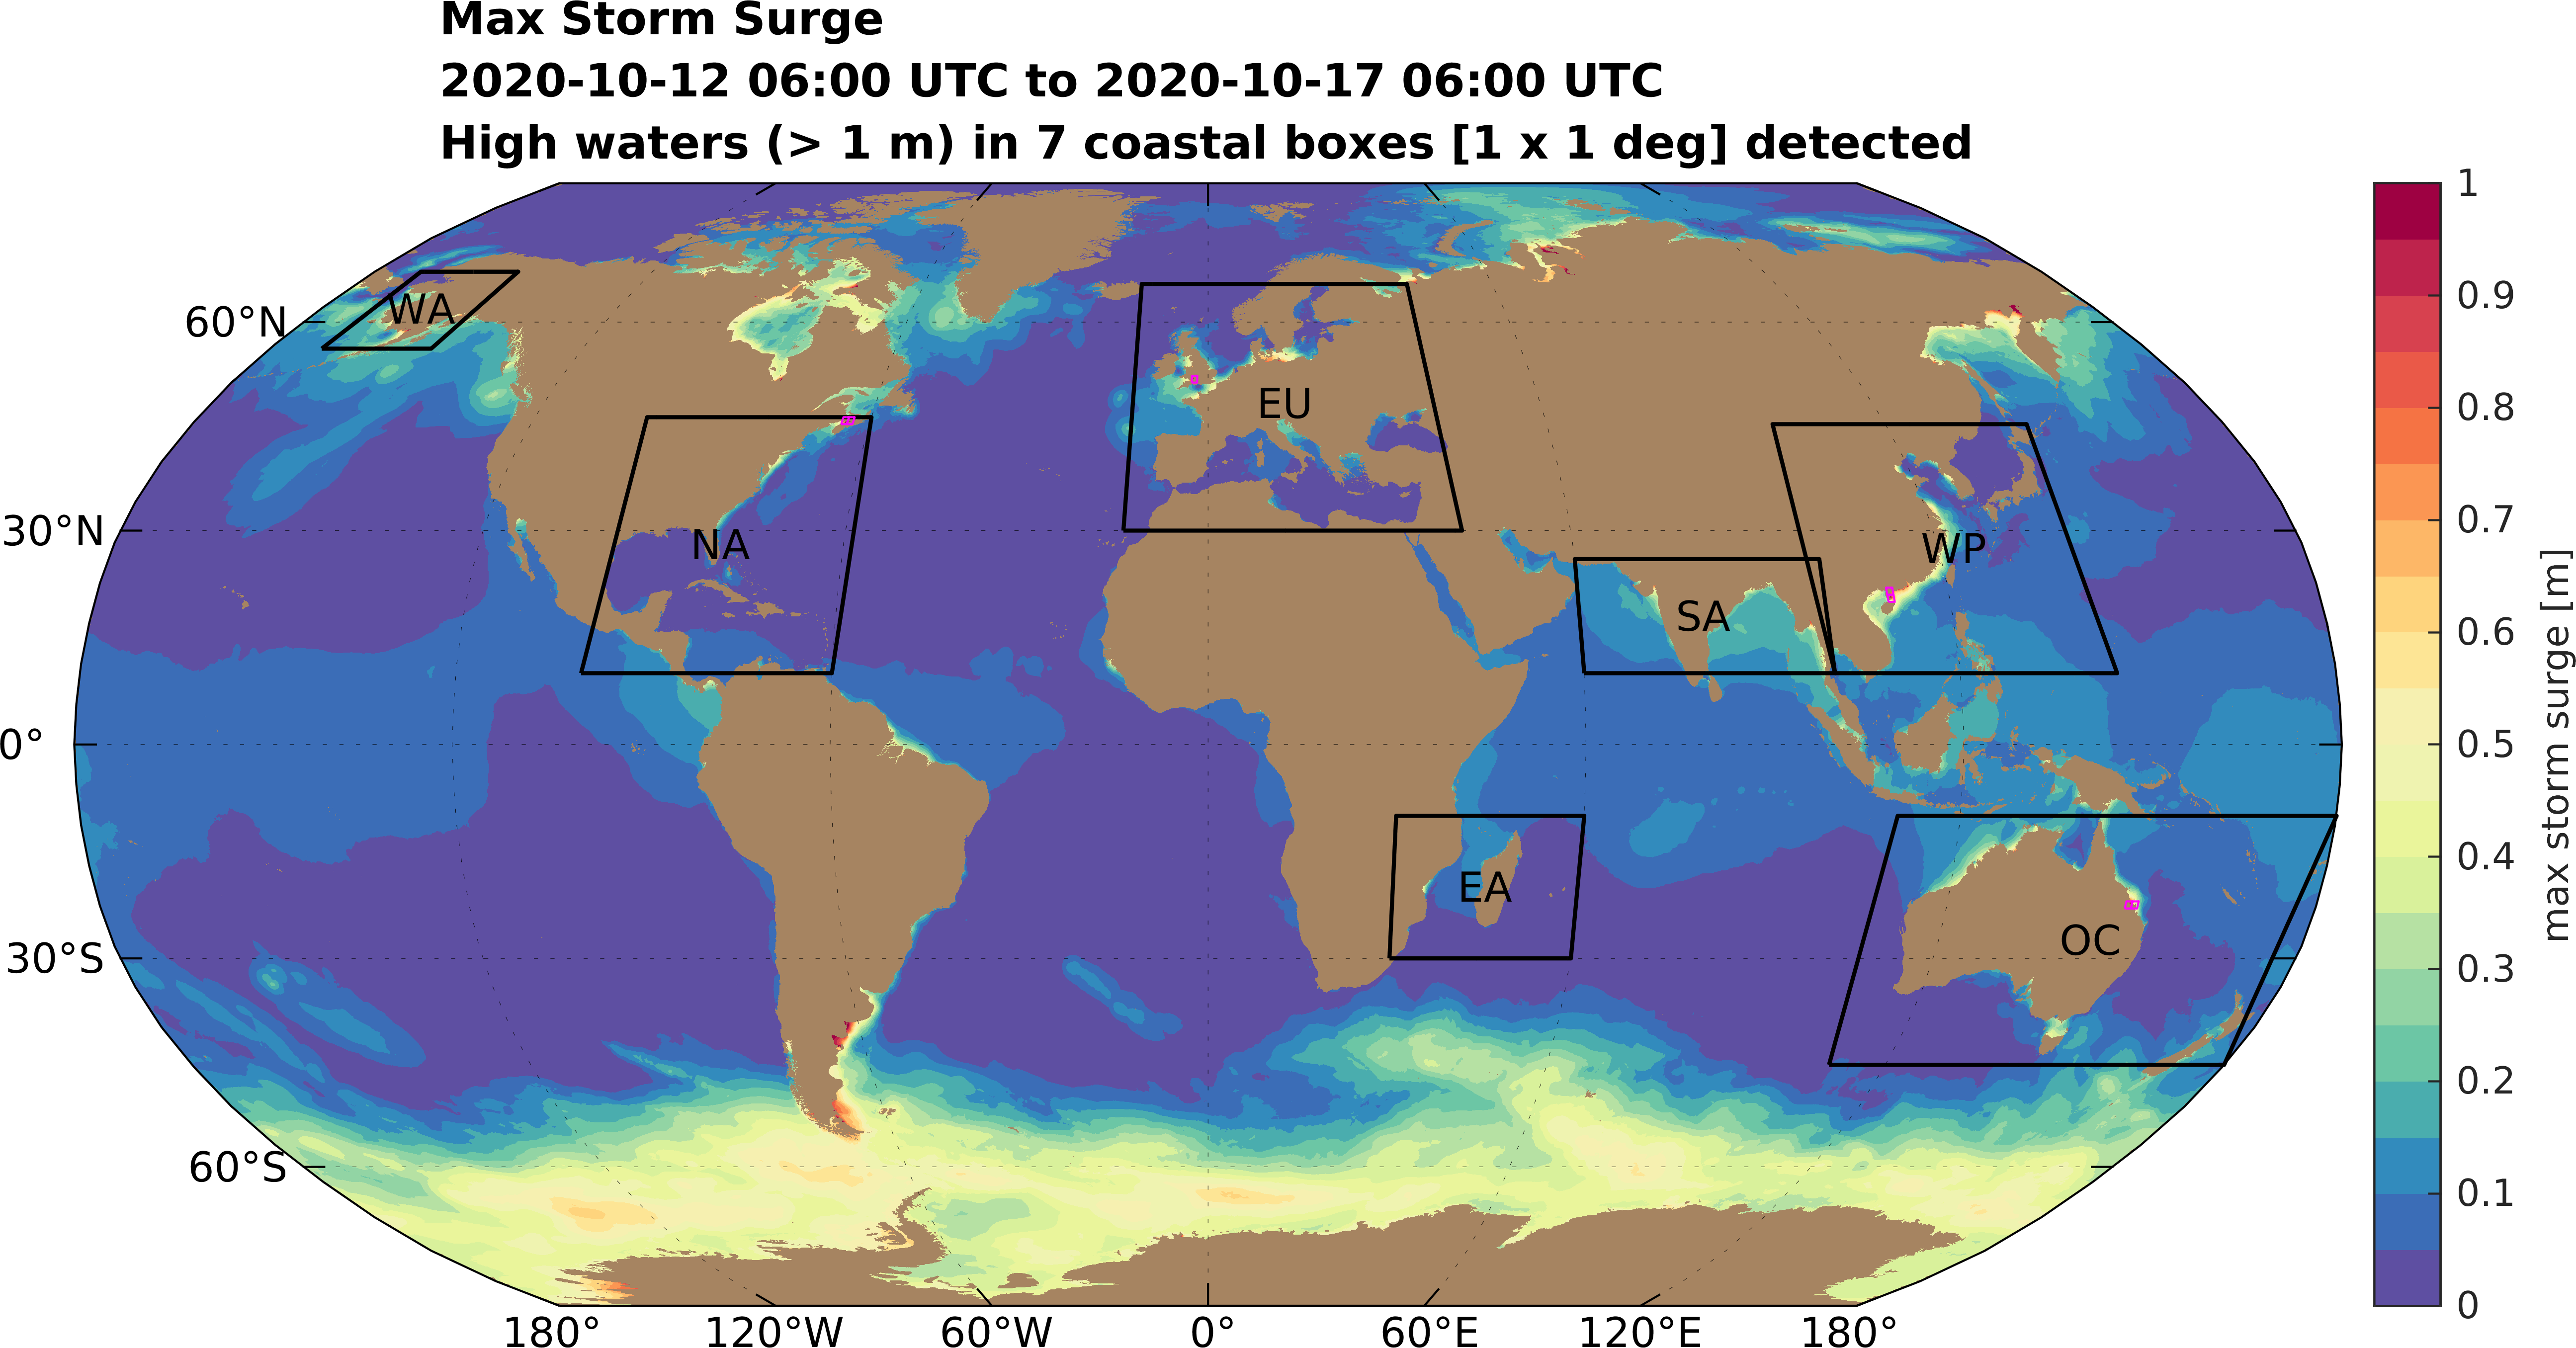 Max Storm Surge
2020-10-12 06:00 UTC to 2020-10-17 06:00 UTC
High waters (> 1 m) in 7 coastal boxes [1 x 1 deg] detected
60°N
30°N
0°
30°S
60°S
180°
120°W
60°W
0°
60°E
120°E
180°
WA
NA
EU
SA
WP
EA
OC
1
0.9
0.8
0.7
0.6
0.5
0.4
0.3
0.2
0.1
0
max storm surge [m]